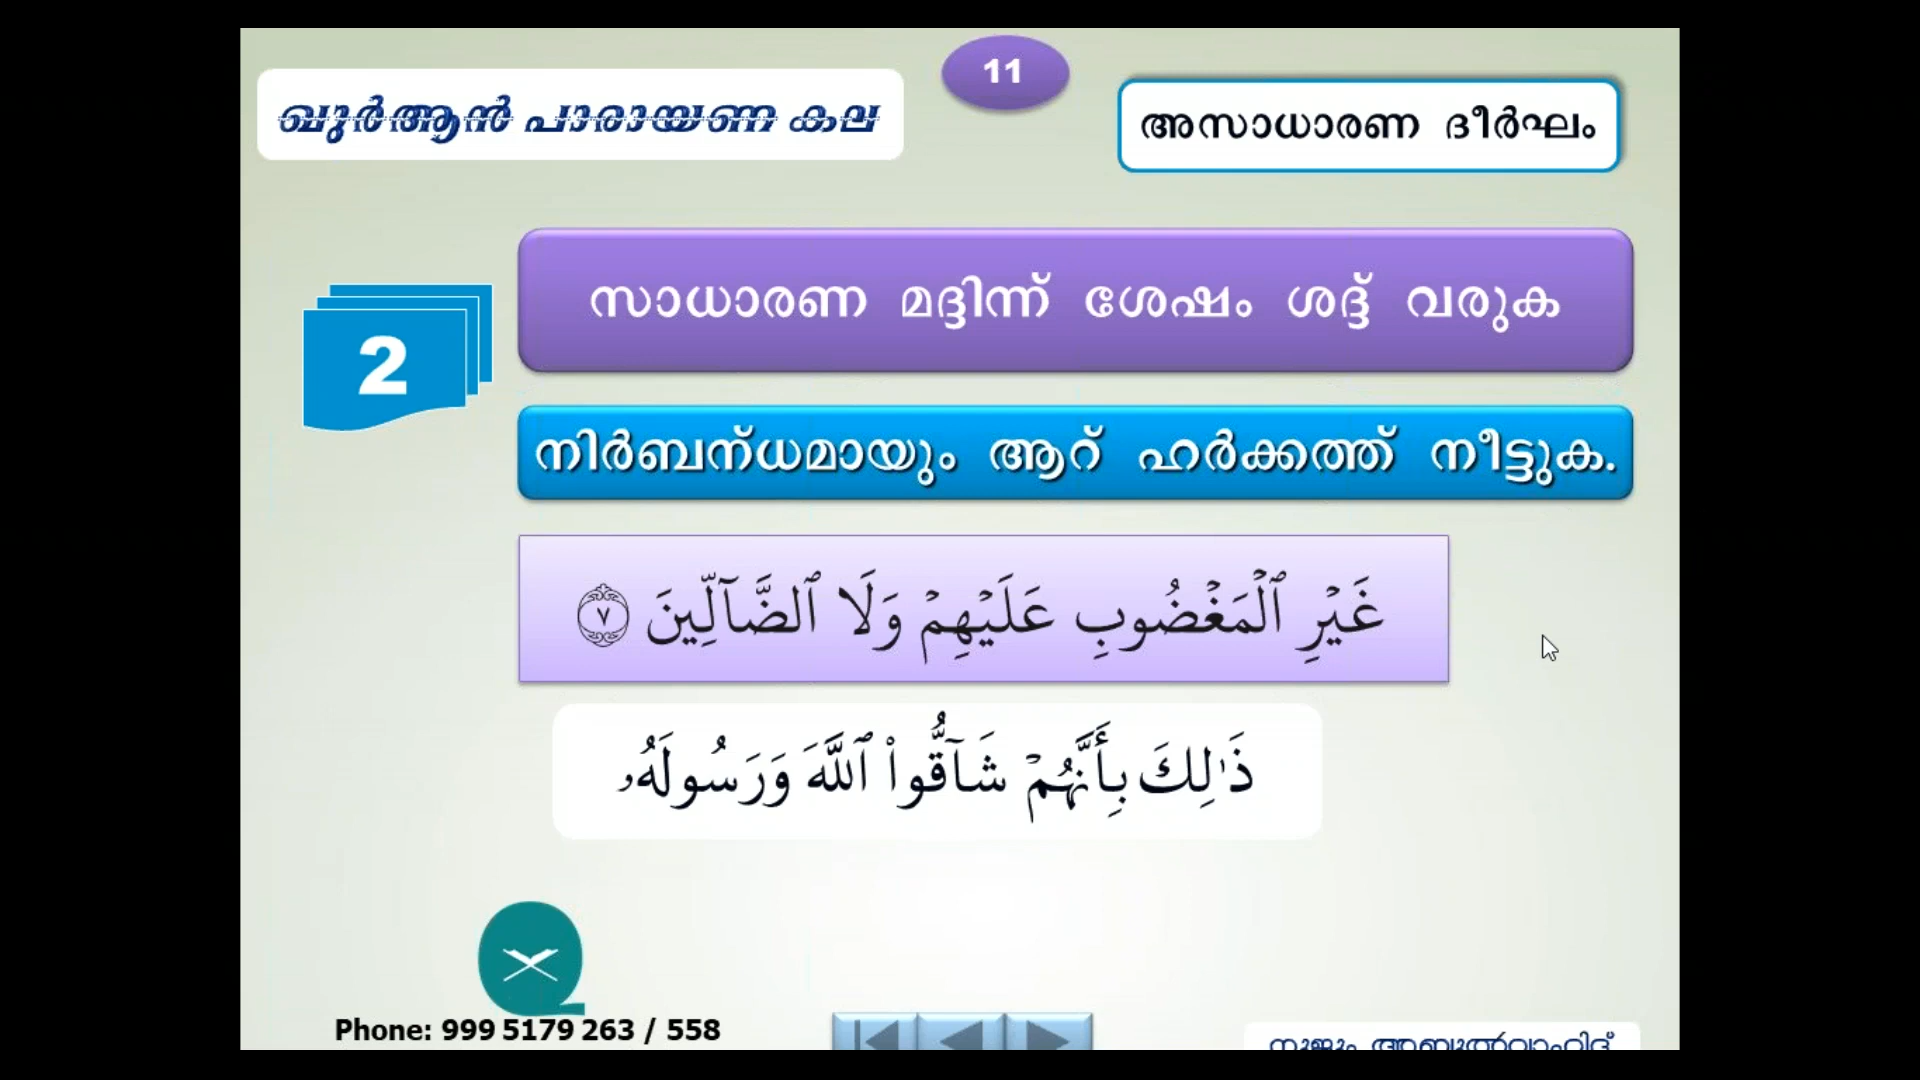 ഖുർആൻ പാരായണ കല
11
അസാധാരണ ദീർഘം
സാധാരണ മദ്ദിന്ന് ശേഷം ശദ്ദ് വരുക
2
നിർബന്ധമായും ആറ് ഹർക്കത്ത് നീട്ടുക.
غَيۡرِ ٱلۡمَغۡضُوبِ عَلَيۡهِمۡ وَلَا ٱلضَّآلِّينَ ٧
ذَٰلِكَ بِأَنَّهُمۡ شَآقُّواْ ٱللَّهَ وَرَسُولَهُۥ
Phone: 999 5179 263 / 558